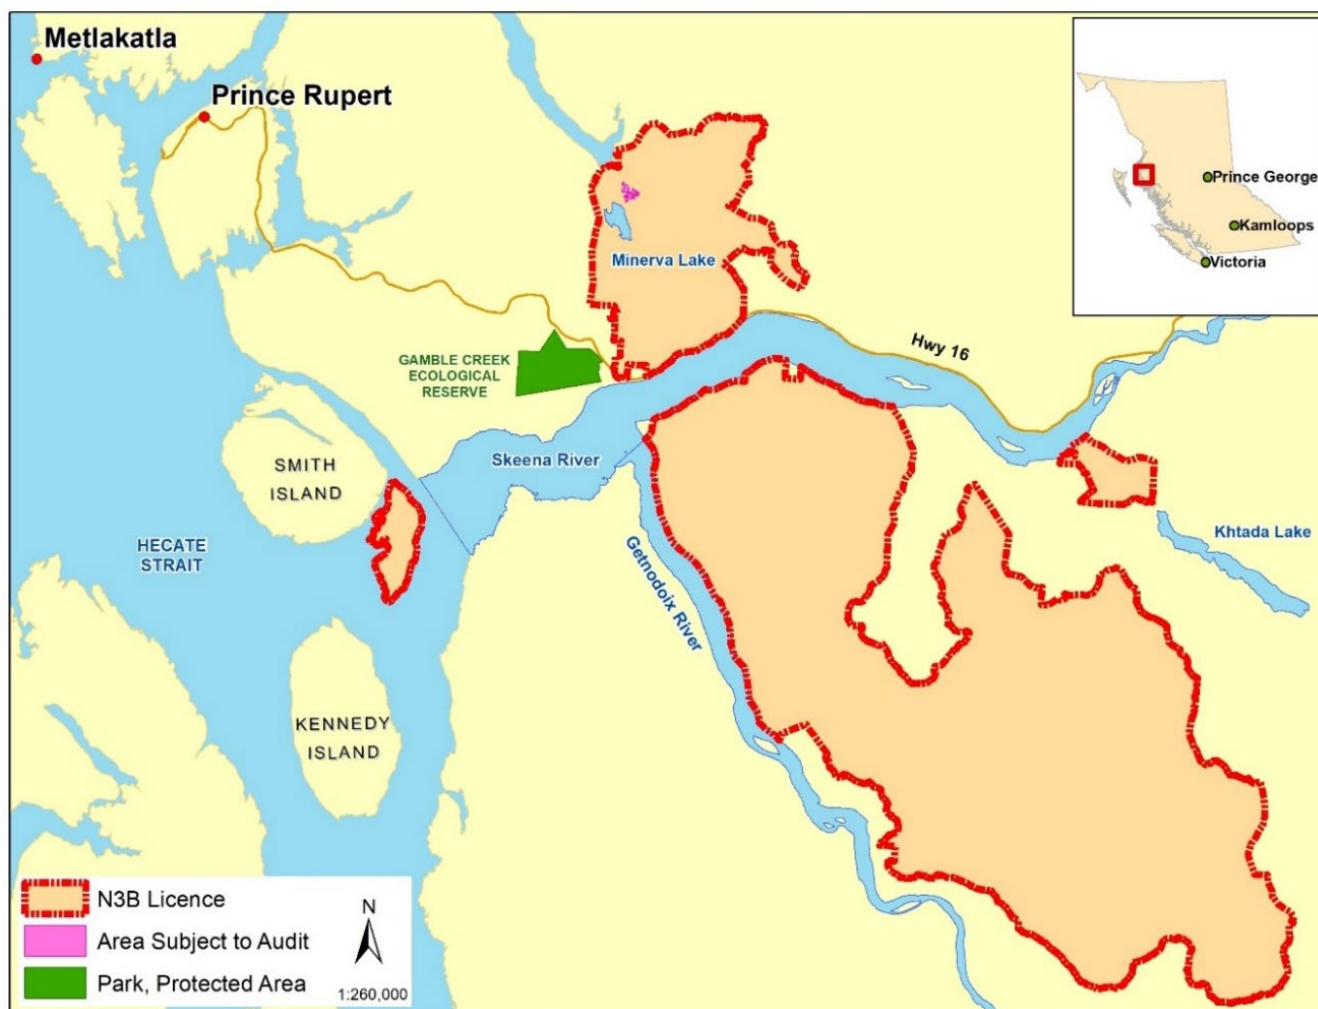 Metlakatla
Prince Rupert
Prince George
Kamloops
Victoria
Minerva Lake
Hwy 16
GAMBLE CREEK
ECOLOGICAL
RESERVE
Skeena River
SMITH
ISLAND
HECATE
STRAIT
Getnodoix River
Khtada Lake
KENNEDY
ISLAND
N3B Licence
Area Subject to Audit
Park, Protected Area
N
1:260,000